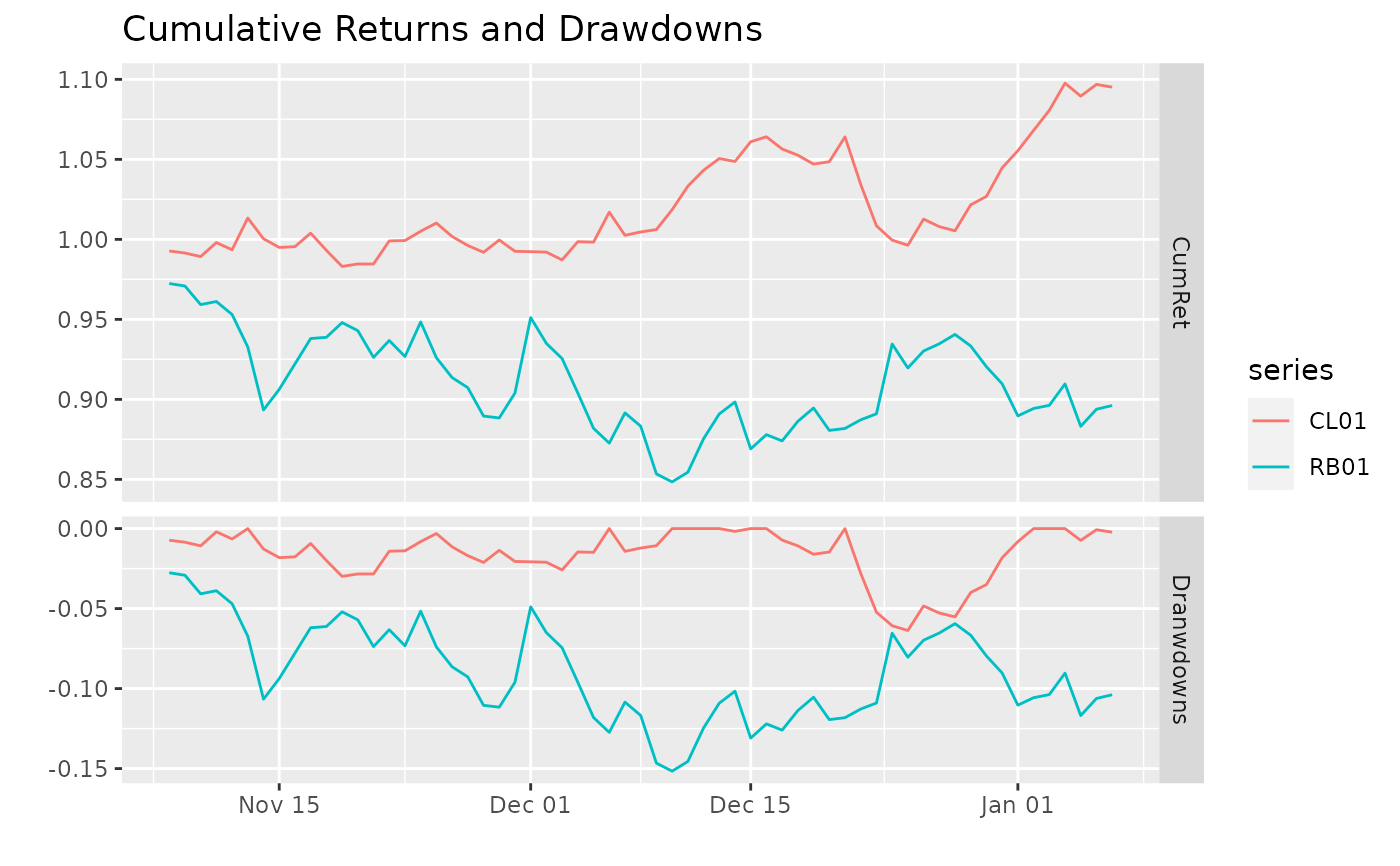 Cumulative Returns and Drawdowns
1.10
1.05
1.00
0.95
0.90
0.85
CumRet
0.00
-0.05
-0.10
-0.15
Dranwdowns
Nov 15
Dec 01
Dec 15
Jan 01
series
CL01
RB01